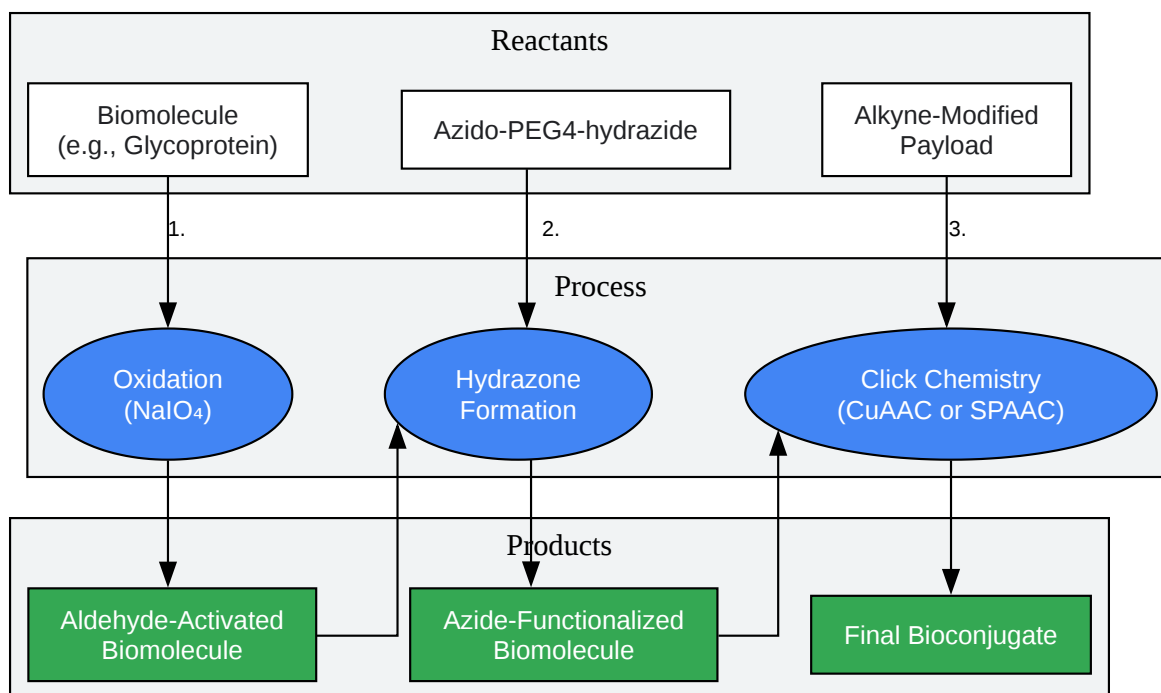 Reactants
Biomolecule
(e.g., Glycoprotein)
Azido-PEG4-hydrazide
Alkyne-Modified
Payload
1.
2.
3.
Process
Oxidation
(NaIO₄)
Hydrazone
Formation
Click Chemistry
(CuAAC or SPAAC)
Products
Aldehyde-Activated
Biomolecule
Azide-Functionalized
Biomolecule
Final Bioconjugate